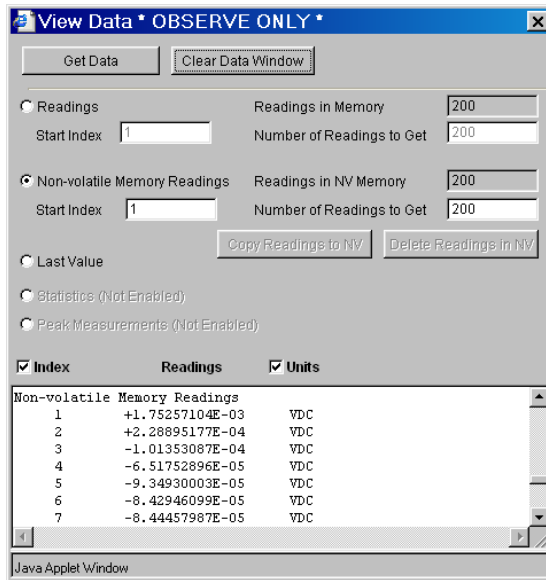 View Data * OBSERVE ONLY *
Get Data Clear Data Window
Readings Readings in Memory 200
Start Index 1 Number of Readings to Get 200
Non-volatile Memory Readings Readings in NV Memory 200
Start Index 1 Number of Readings to Get 200
Copy Readings to NV Delete Readings in NV
Last Value
Statistics (Not Enabled)
Peak Measurements (Not Enabled)
Index Readings Units
Non-volatile Memory Readings
1 +1.75257104E-03 VDC
2 +2.28895177E-04 VDC
3 -1.01353087E-04 VDC
4 -6.51752896E-05 VDC
5 -9.34930003E-05 VDC
6 -8.42946099E-05 VDC
7 -8.44457987E-05 VDC
Java Applet Window